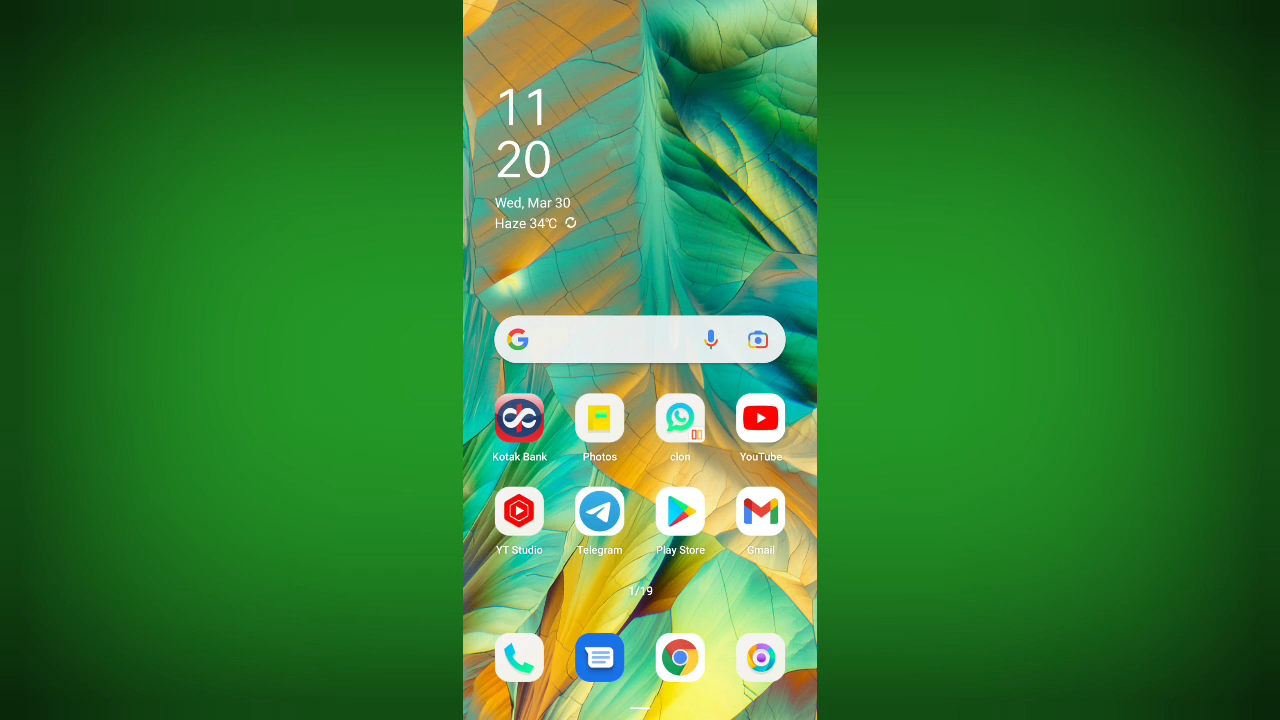 11
20
Wed, Mar 30
Haze 34℃
Kotak Bank
Photos
clon
YouTube
YT Studio
Telegram
Play Store
Gmail
1/19